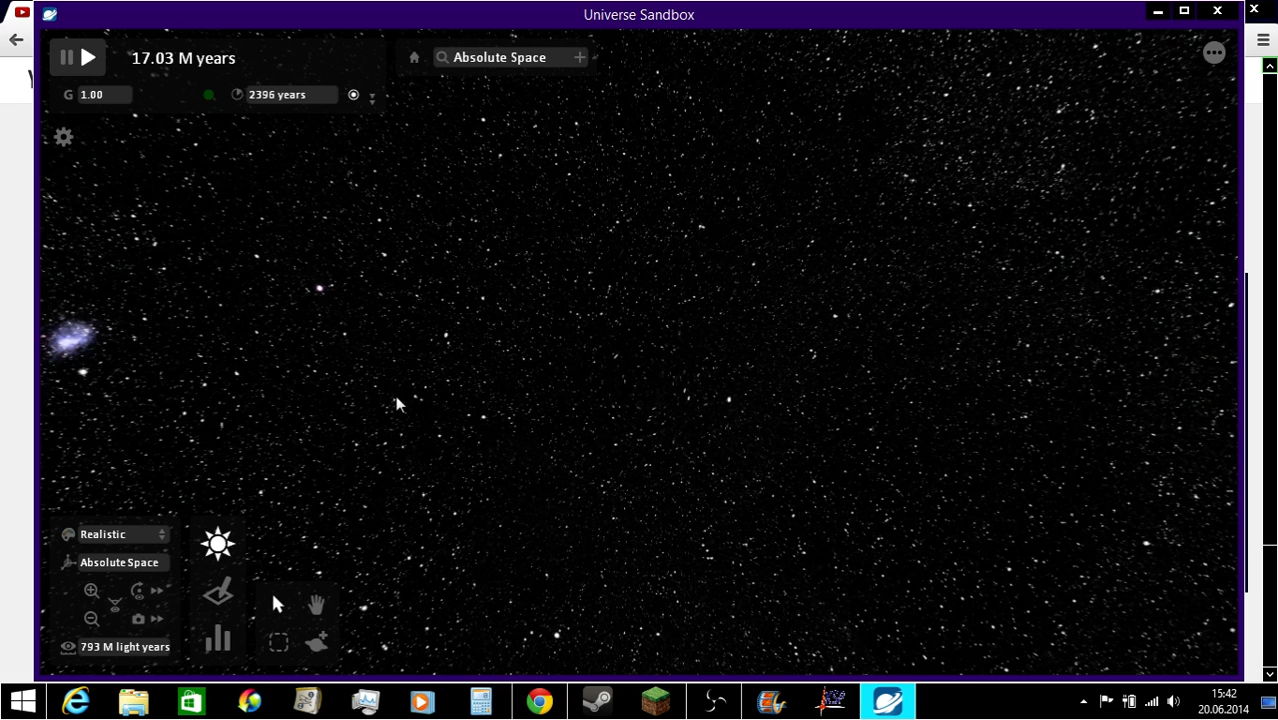 Universe Sandbox
17.03 M years
Absolute Space
G 1.00
2396 years
Realistic
Absolute Space
793 M light years
15:42
20.06.2014